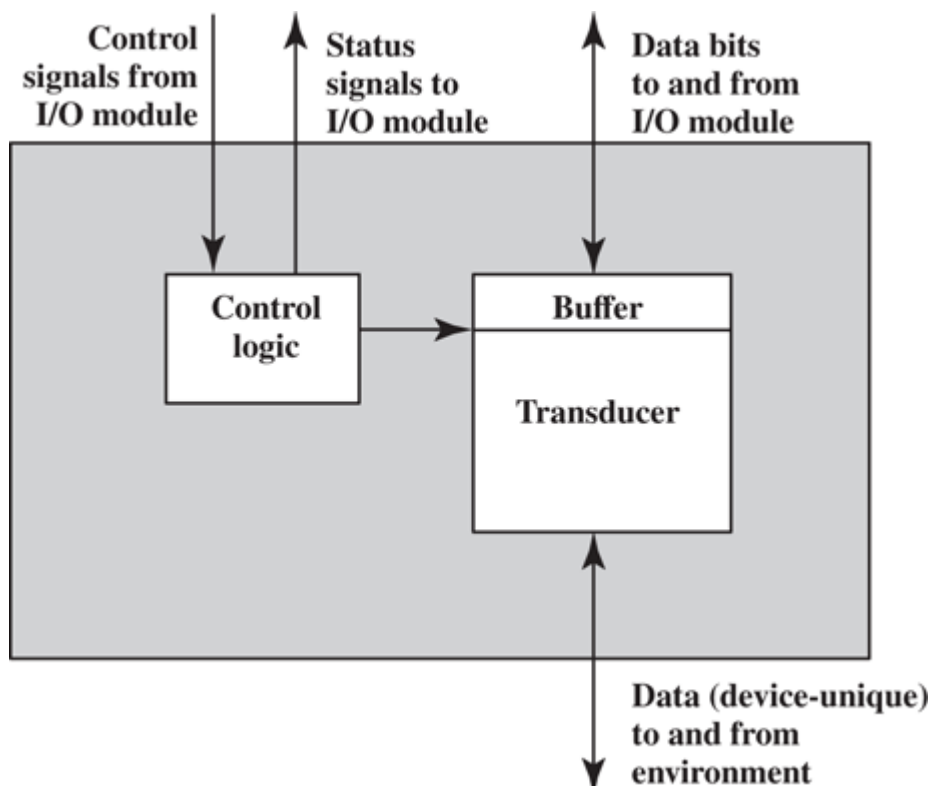 Control
signals from
I/O module
Status
signals to
I/O module
Data bits
to and from
I/O module
Control
logic
Buffer
Transducer
Data (device-unique)
to and from
environment